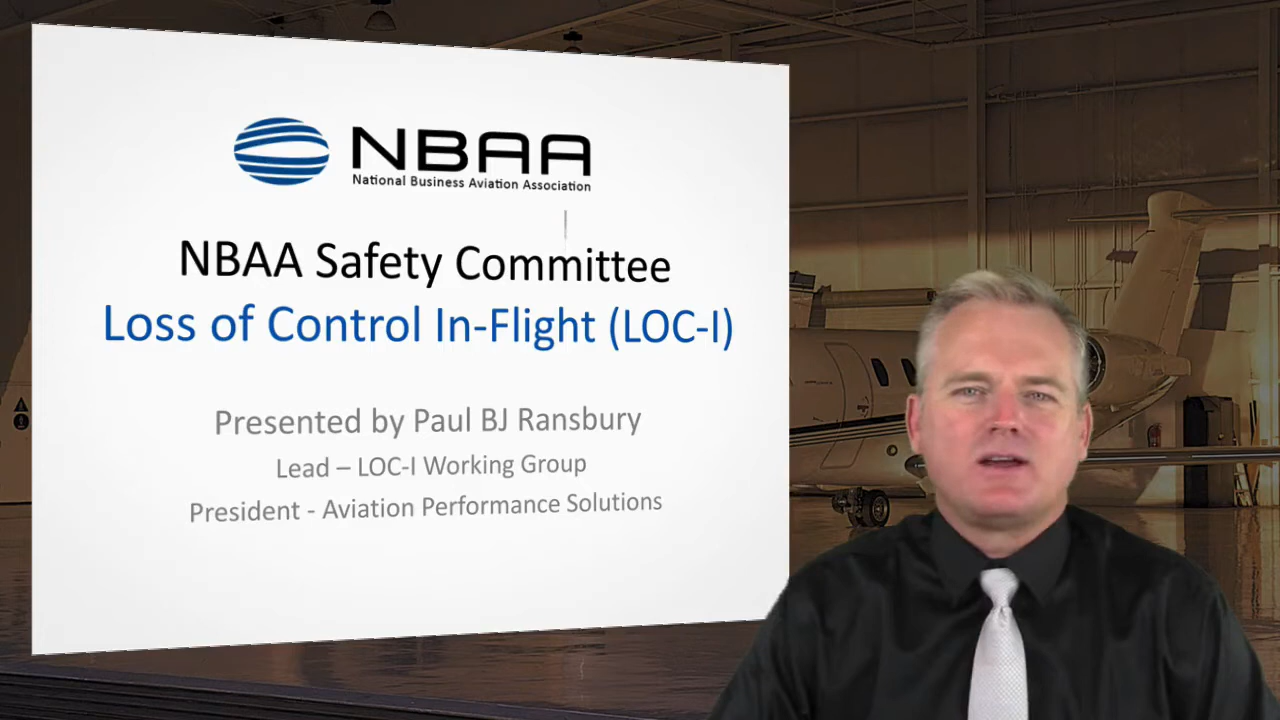 NBAA
National Business Aviation Association
NBAA Safety Committee
Loss of Control In-Flight (LOC-I)
Presented by Paul BJ Ransbury
Lead – LOC-I Working Group
President - Aviation Performance Solutions